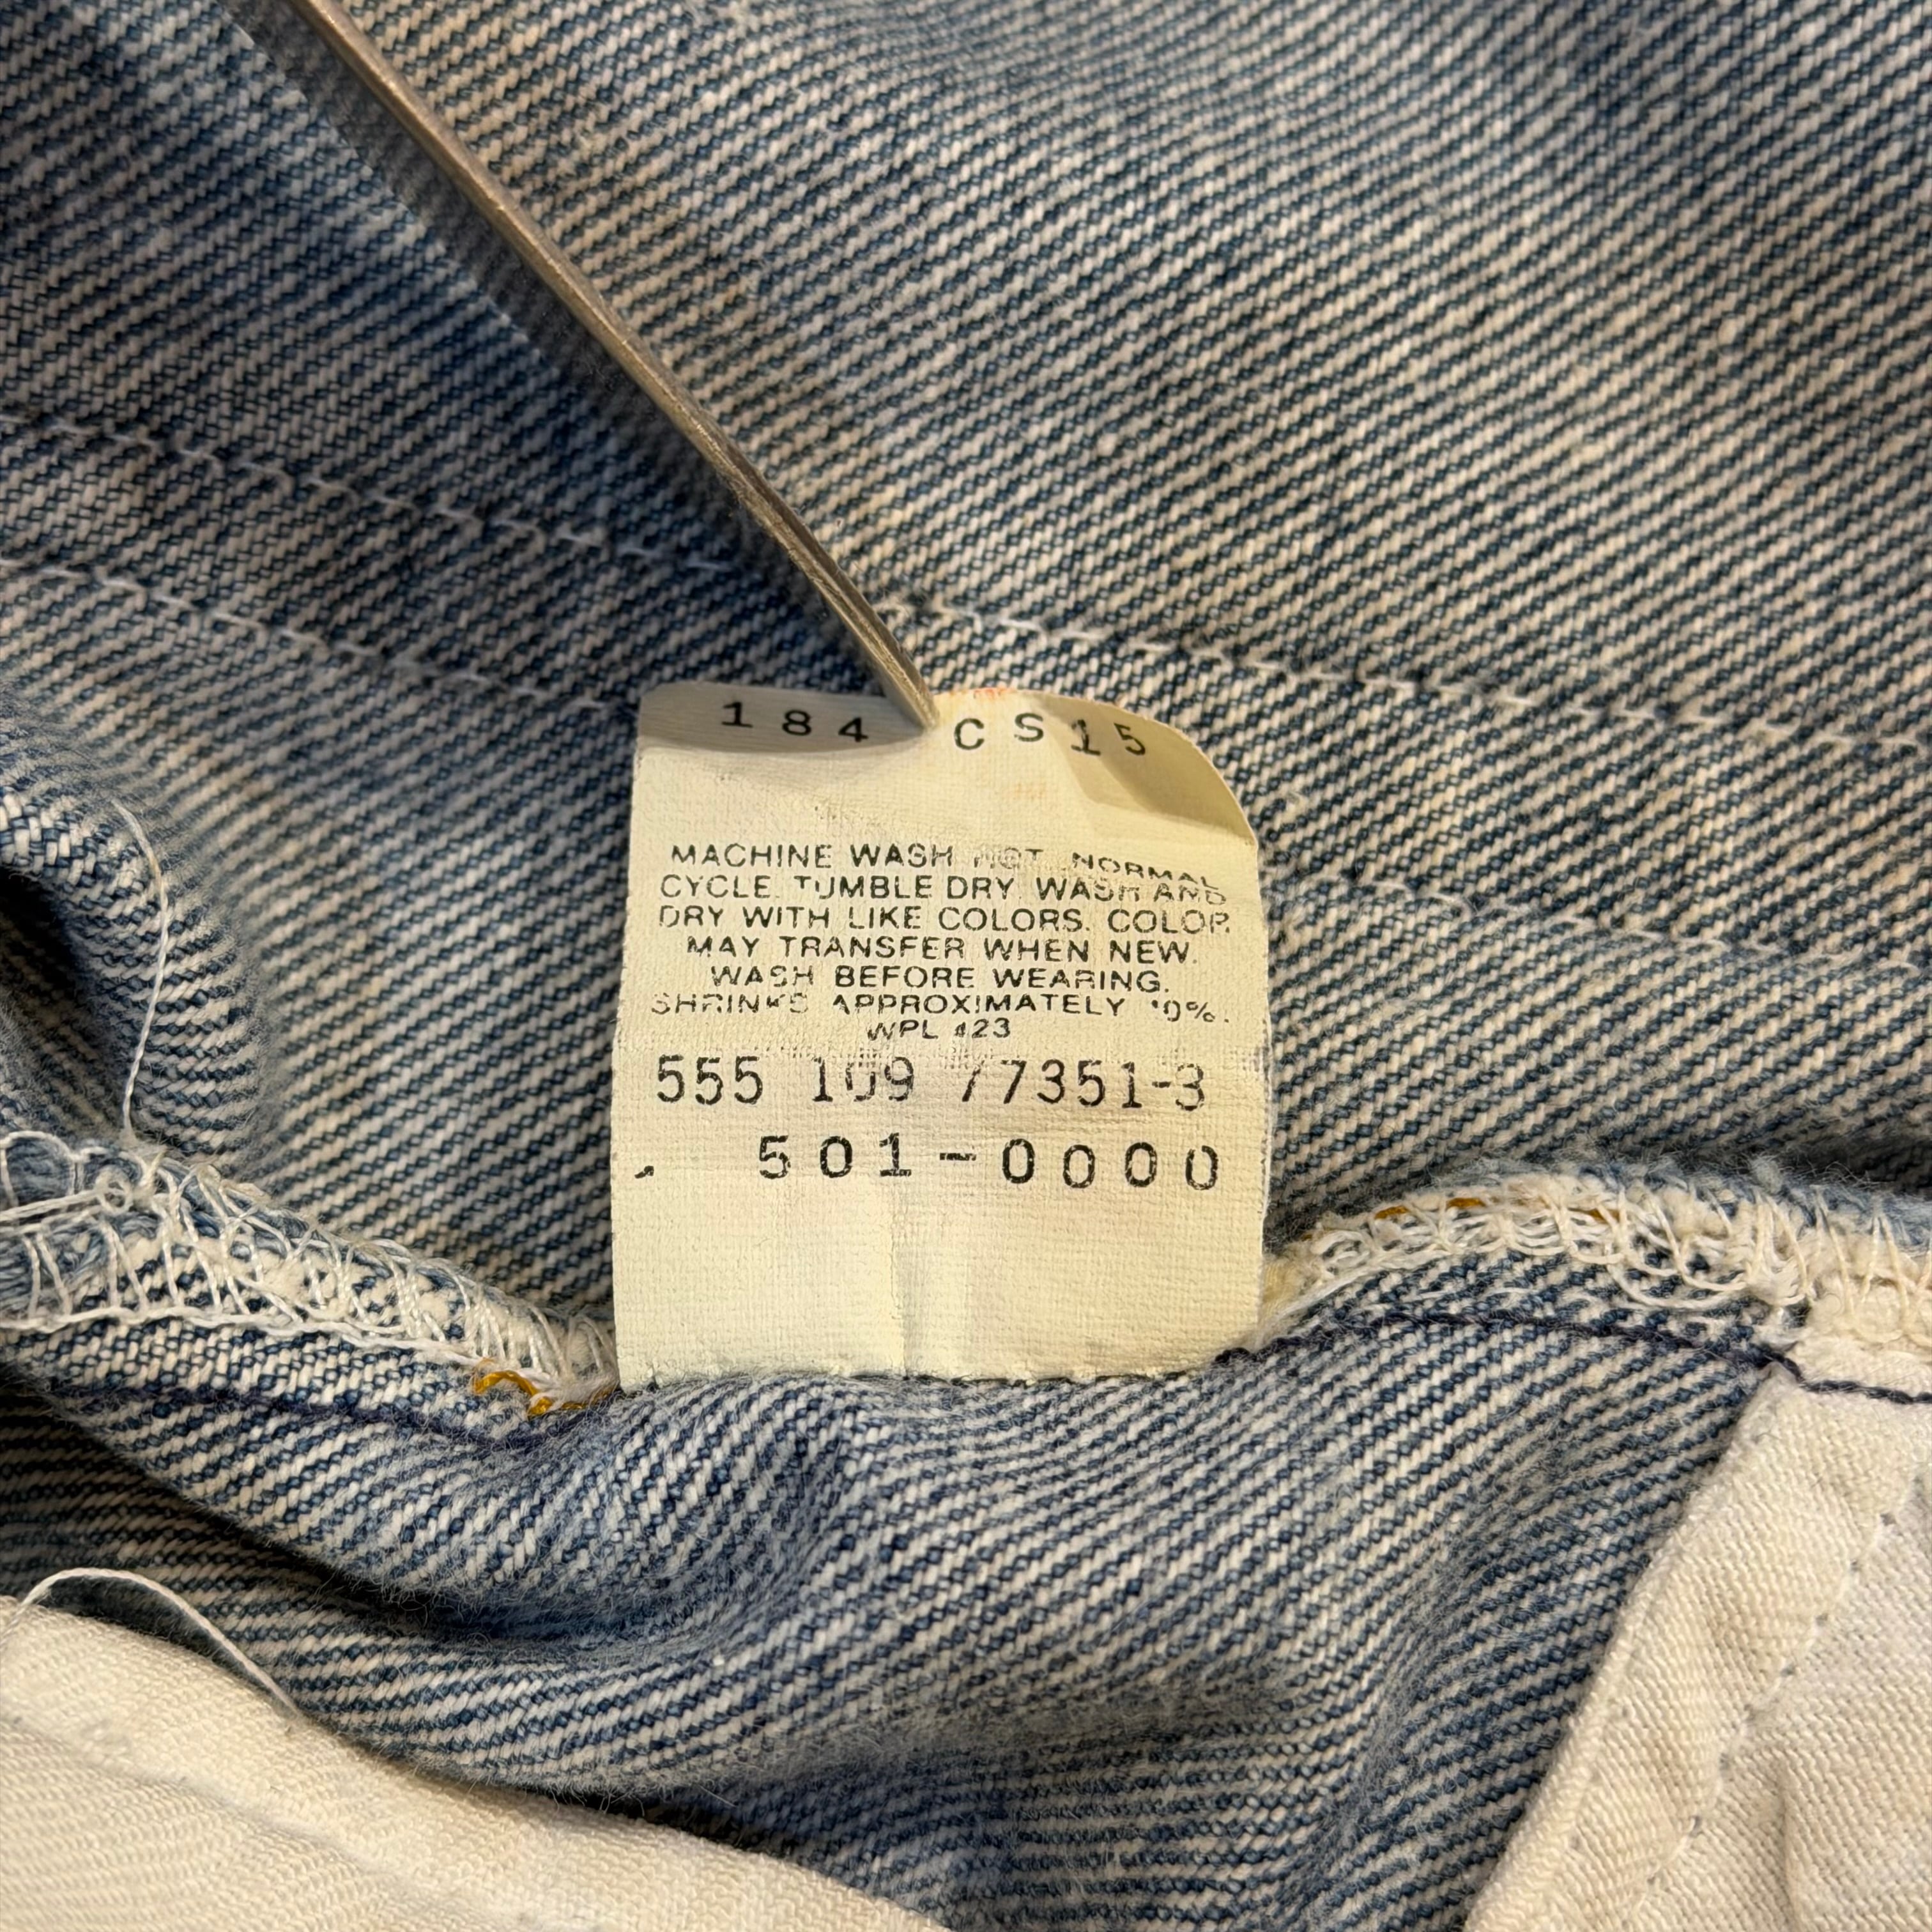 184 CS15
MACHINE WASH HOT NORMAL
CYCLE. TUMBLE DRY. WASH AND
DRY WITH LIKE COLORS. COLOR
MAY TRANSFER WHEN NEW.
WASH BEFORE WEARING.
SHRINKS APPROXIMATELY 10%.
WPL 423
555 109 77351-3
501-0000